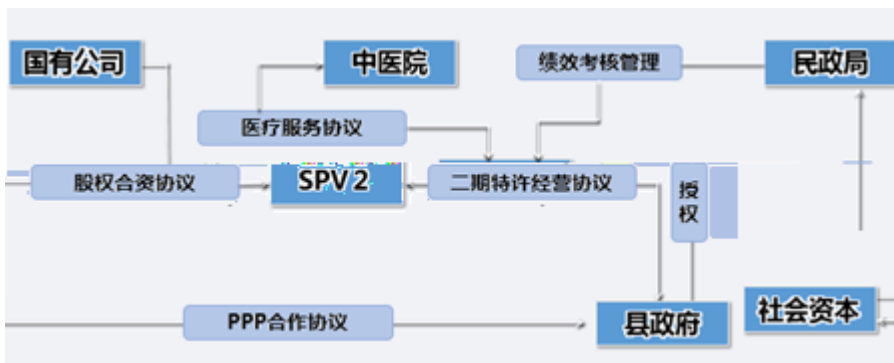 国有公司
中医院
绩效考核管理
民政局
医疗服务协议
股权合资协议
SPV 2
二期特许经营协议
授
权
PPP合作协议
县政府
社会资本